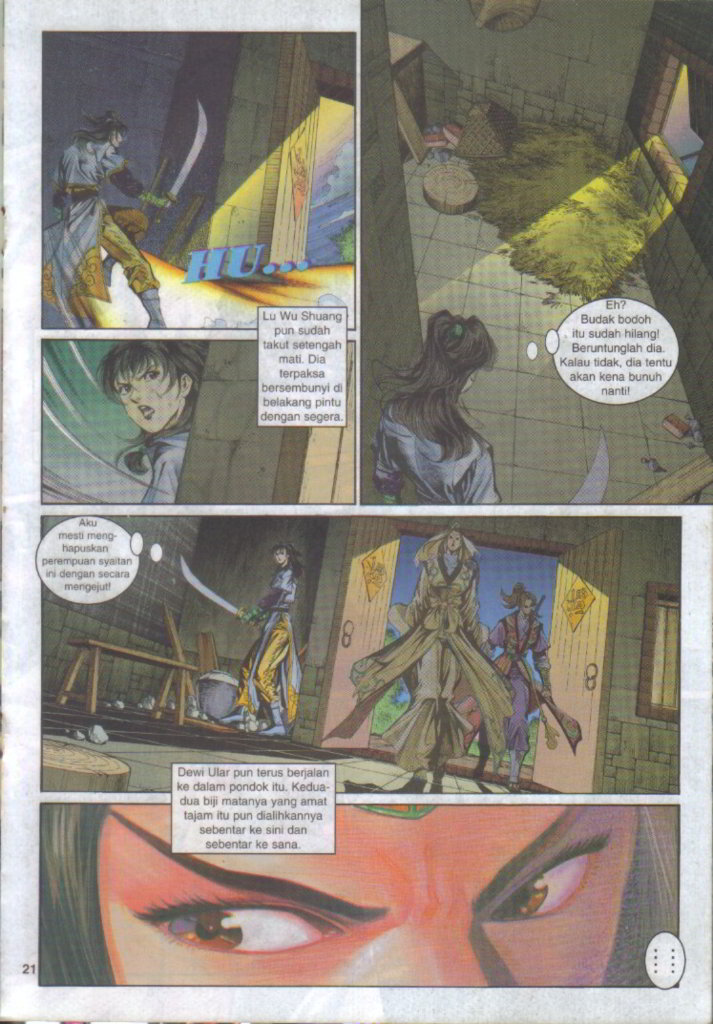 HU...
Lu Wu Shuang
pun sudah
takut setengah
mati. Dia
terpaksa
bersembunyi di
belakang pintu
dengan segera.
Eh?
Budak bodoh
itu sudah hilang!
Beruntunglah dia.
Kalau tidak, dia tentu
akan kena bunuh
nanti!
Aku
mesti meng-
hapuskan
perempuan syaitan
ini dengan secara
mengejut!
Dewi Ular pun terus berjalan
ke dalam pondok itu. Kedua-
dua biji matanya yang amat
tajam itu pun dialihkannya
sebentar ke sini dan
sebentar ke sana.
21